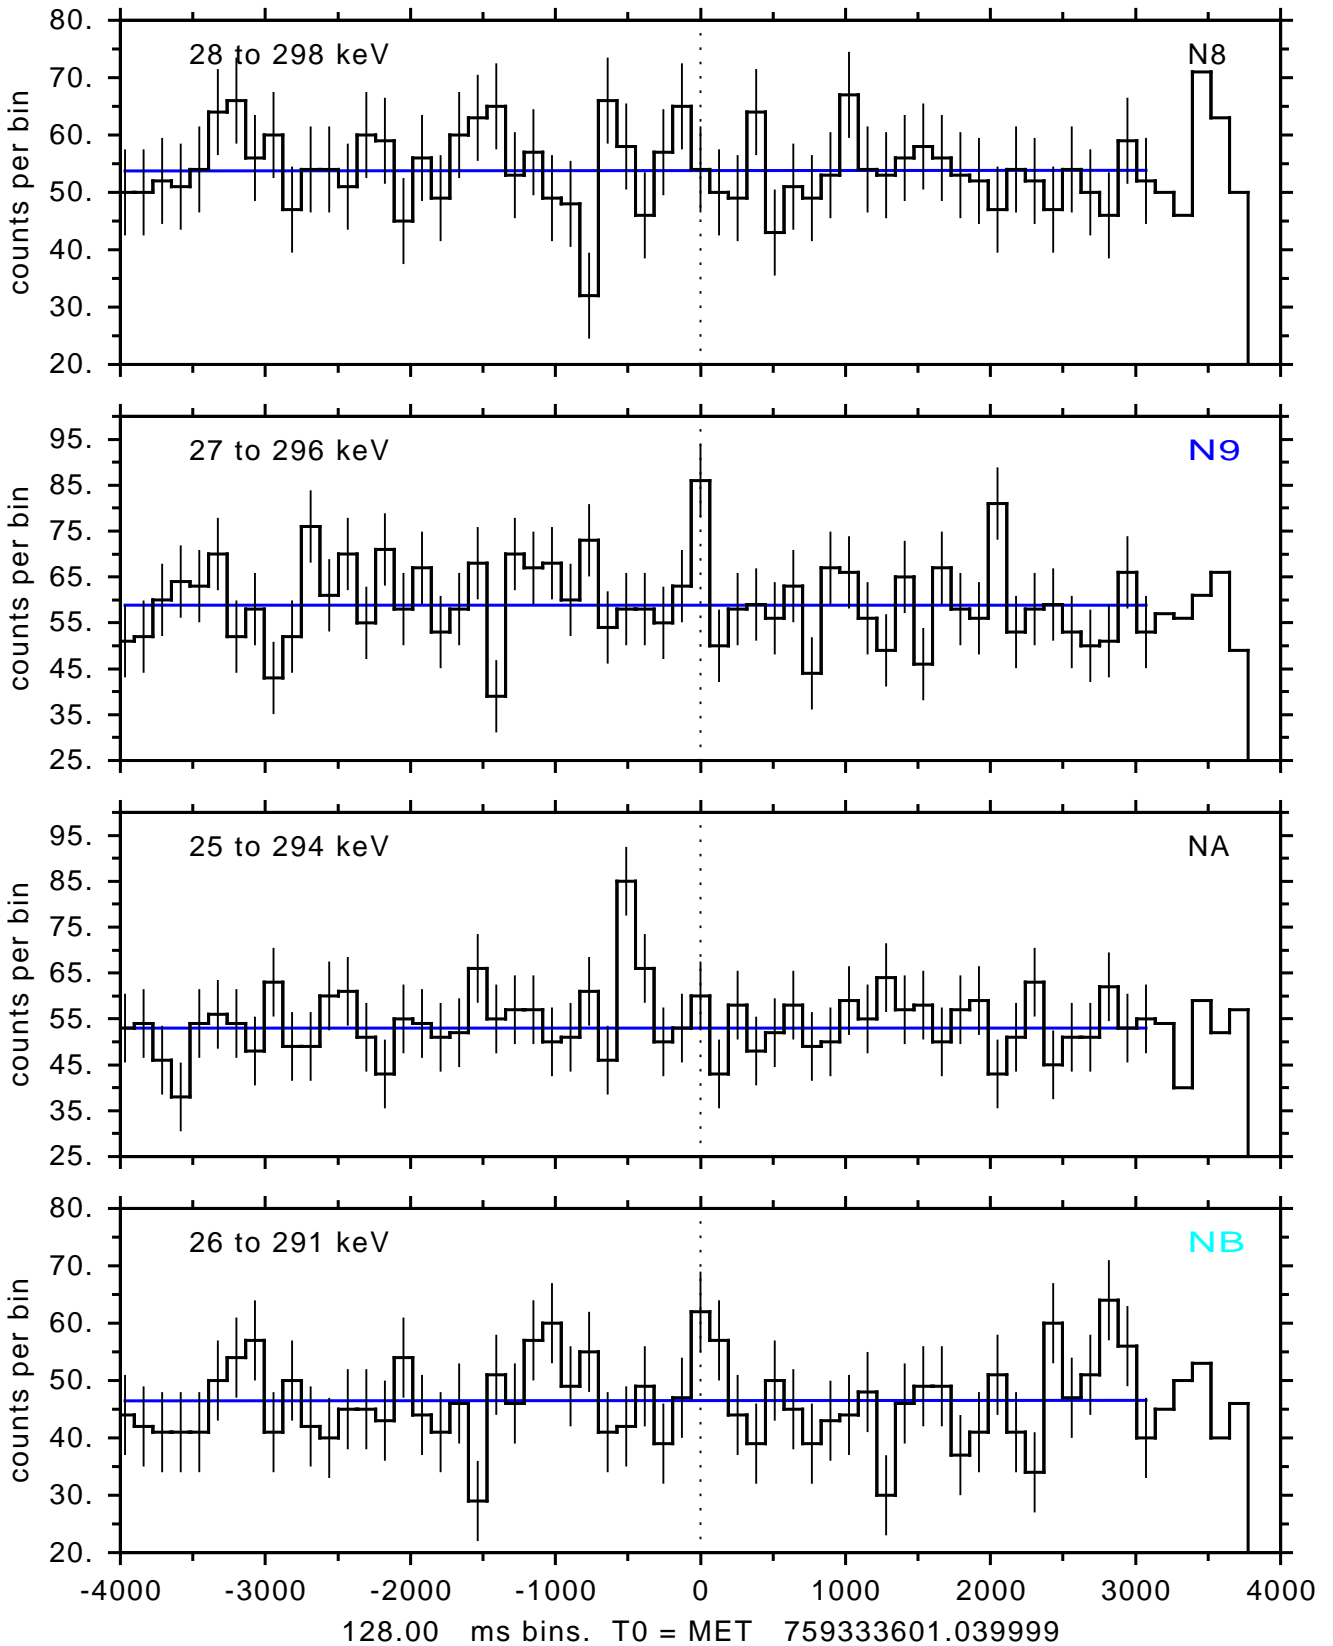 80.
28 to 298 keV
N8
70.
60.
50.
40.
30.
20.
counts per bin
95.
27 to 296 keV
N9
85.
75.
65.
55.
45.
35.
25.
counts per bin
95.
25 to 294 keV
NA
85.
75.
65.
55.
45.
35.
25.
counts per bin
80.
26 to 291 keV
NB
70.
60.
50.
40.
30.
20.
counts per bin
-4000 -3000 -2000 -1000 0 1000 2000 3000 4000
128.00 ms bins. T0 = MET 759333601.039999